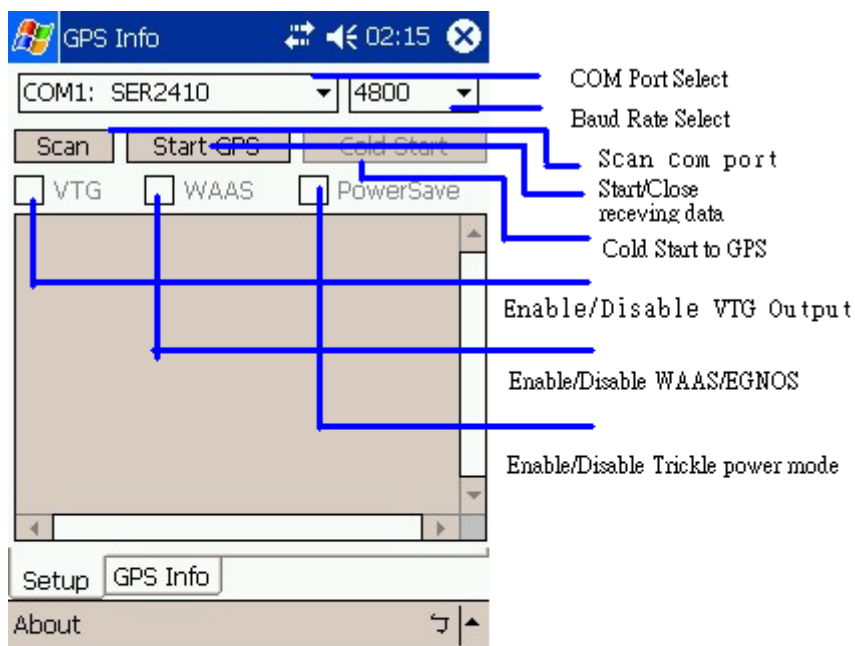 GPS Info 02:15
COM1: SER2410 4800
COM Port Select
Baud Rate Select
Scan Start GPS Cold Start
Scan com port
VTG WAAS PowerSave
Start/Close
receving data
Cold Start to GPS
Enable/Disable VTG Output
Enable/Disable WAAS/EGNOS
Enable/Disable Trickle power mode
Setup GPS Info
About